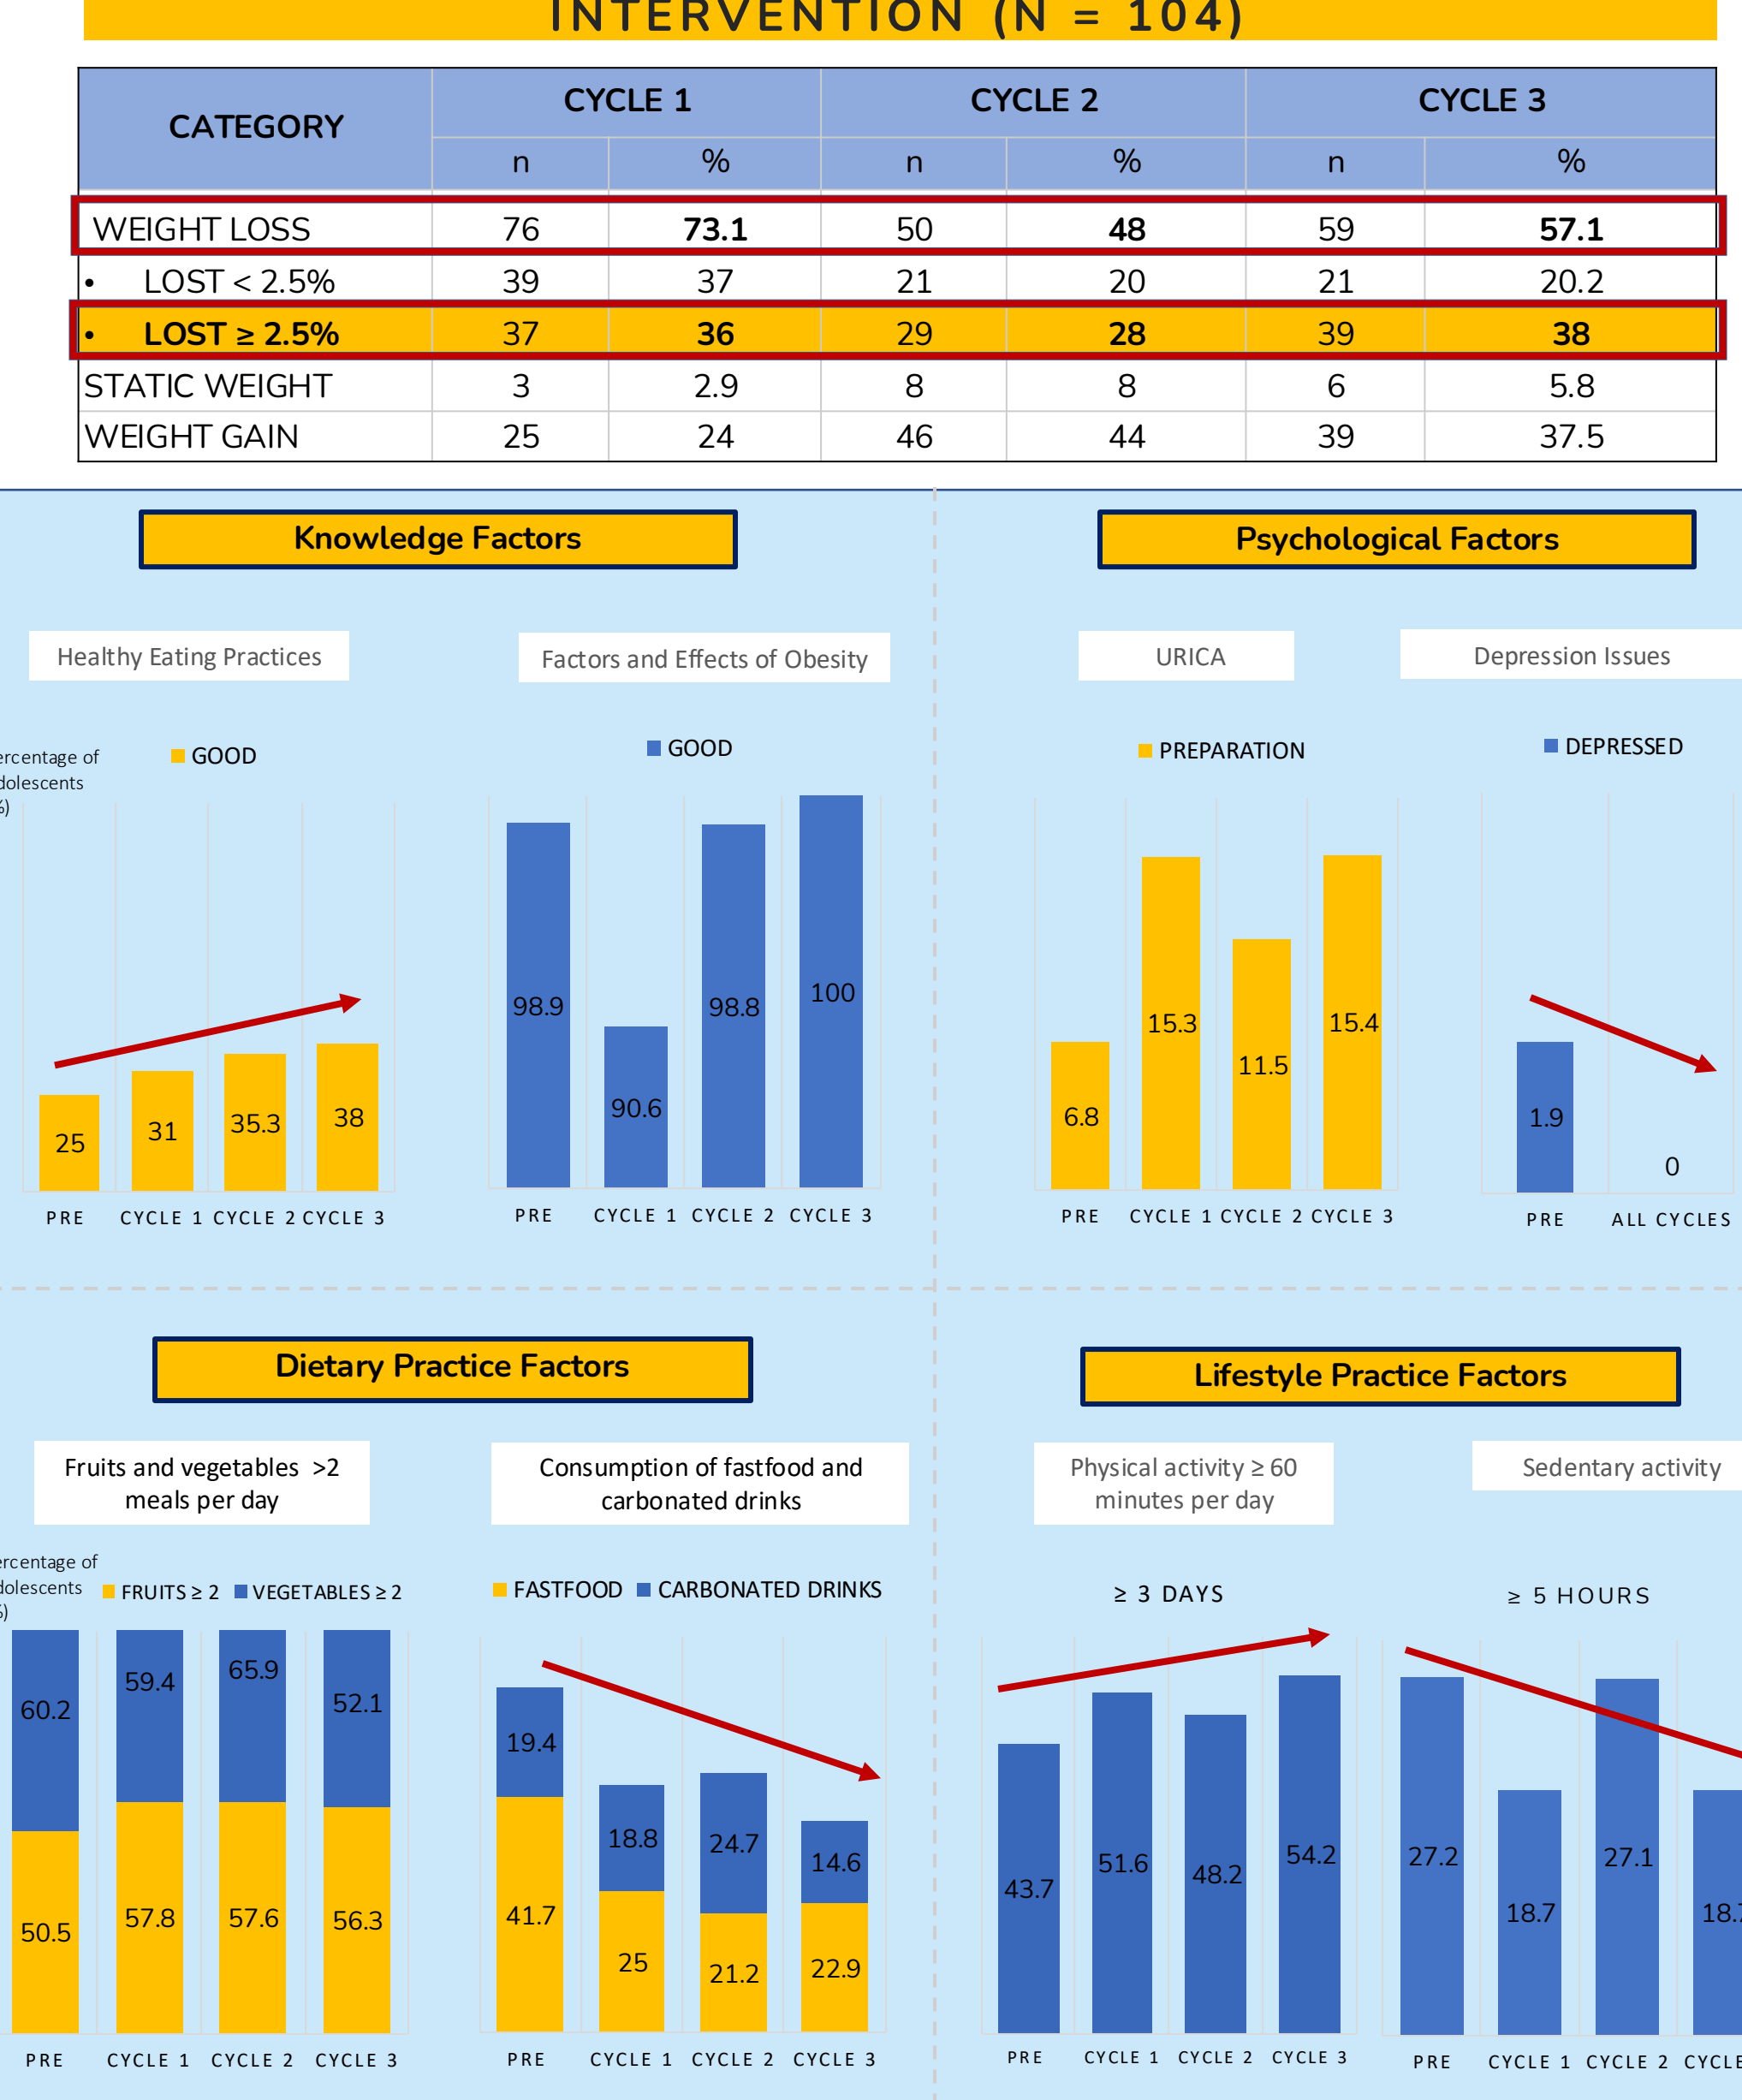 INTERVENTION (N = 104)
CATEGORY CYCLE 1 CYCLE 2 CYCLE 3
n % n % n %
WEIGHT LOSS 76 73.1 50 48 59 57.1
• LOST < 2.5% 39 37 21 20 21 20.2
• LOST ≥ 2.5% 37 36 29 28 39 38
STATIC WEIGHT 3 2.9 8 8 6 5.8
WEIGHT GAIN 25 24 46 44 39 37.5
Knowledge Factors
Healthy Eating Practices
ercentage of
dolescents
%)
GOOD
25 31 35.3 38
PRE CYCLE 1 CYCLE 2 CYCLE 3
Factors and Effects of Obesity
GOOD
98.9 90.6 98.8 100
PRE CYCLE 1 CYCLE 2 CYCLE 3
Psychological Factors
URICA
PREPARATION
6.8 15.3 11.5 15.4
PRE CYCLE 1 CYCLE 2 CYCLE 3
Depression Issues
DEPRESSED
1.9 0
PRE ALL CYCLES
Dietary Practice Factors
Fruits and vegetables >2
meals per day
ercentage of
dolescents
%)
FRUITS ≥ 2 VEGETABLES ≥ 2
60.2 59.4 65.9 52.1
50.5 57.8 57.6 56.3
PRE CYCLE 1 CYCLE 2 CYCLE 3
Consumption of fastfood and
carbonated drinks
FASTFOOD CARBONATED DRINKS
19.4 18.8 24.7 14.6
41.7 25 21.2 22.9
PRE CYCLE 1 CYCLE 2 CYCLE 3
Lifestyle Practice Factors
Physical activity ≥ 60
minutes per day
≥ 3 DAYS
43.7 51.6 48.2 54.2
PRE CYCLE 1 CYCLE 2 CYCLE 3
Sedentary activity
≥ 5 HOURS
27.2 18.7 27.1 18.7
PRE CYCLE 1 CYCLE 2 CYCLE